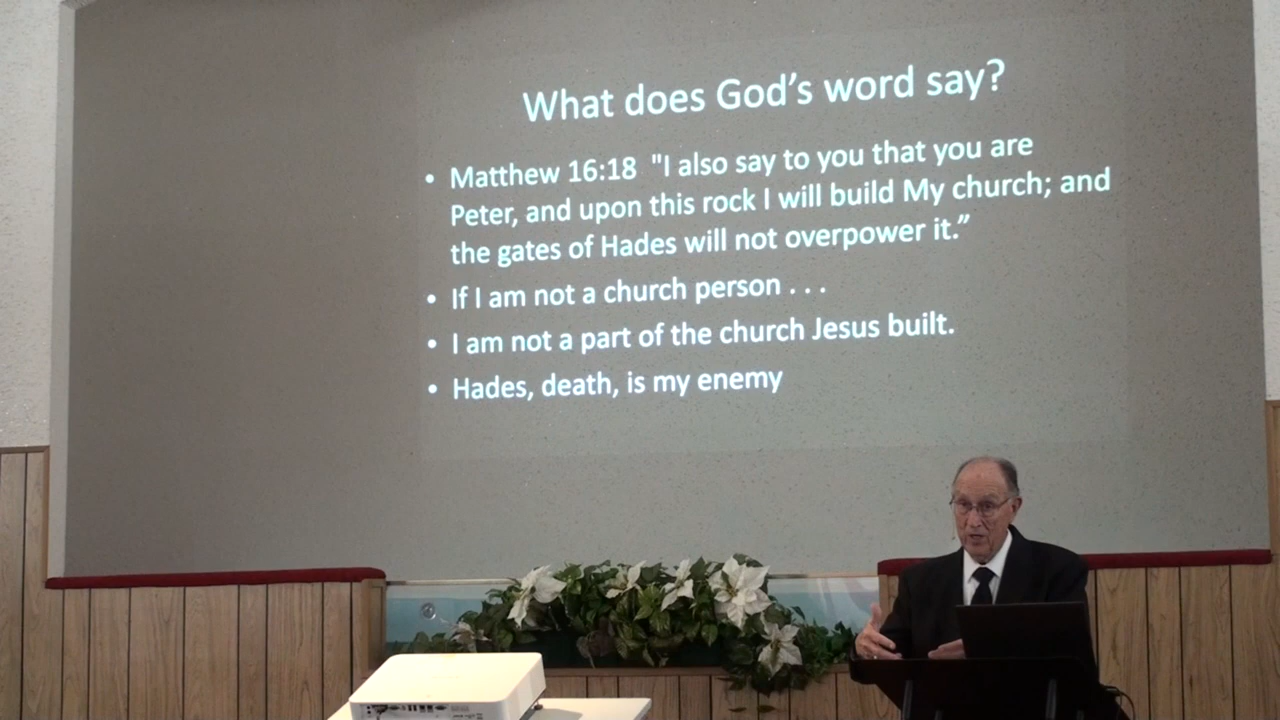 What does God’s word say?
• Matthew 16:18  "I also say to you that you are
Peter, and upon this rock I will build My church; and
the gates of Hades will not overpower it.”
• If I am not a church person . . .
• I am not a part of the church Jesus built.
• Hades, death, is my enemy